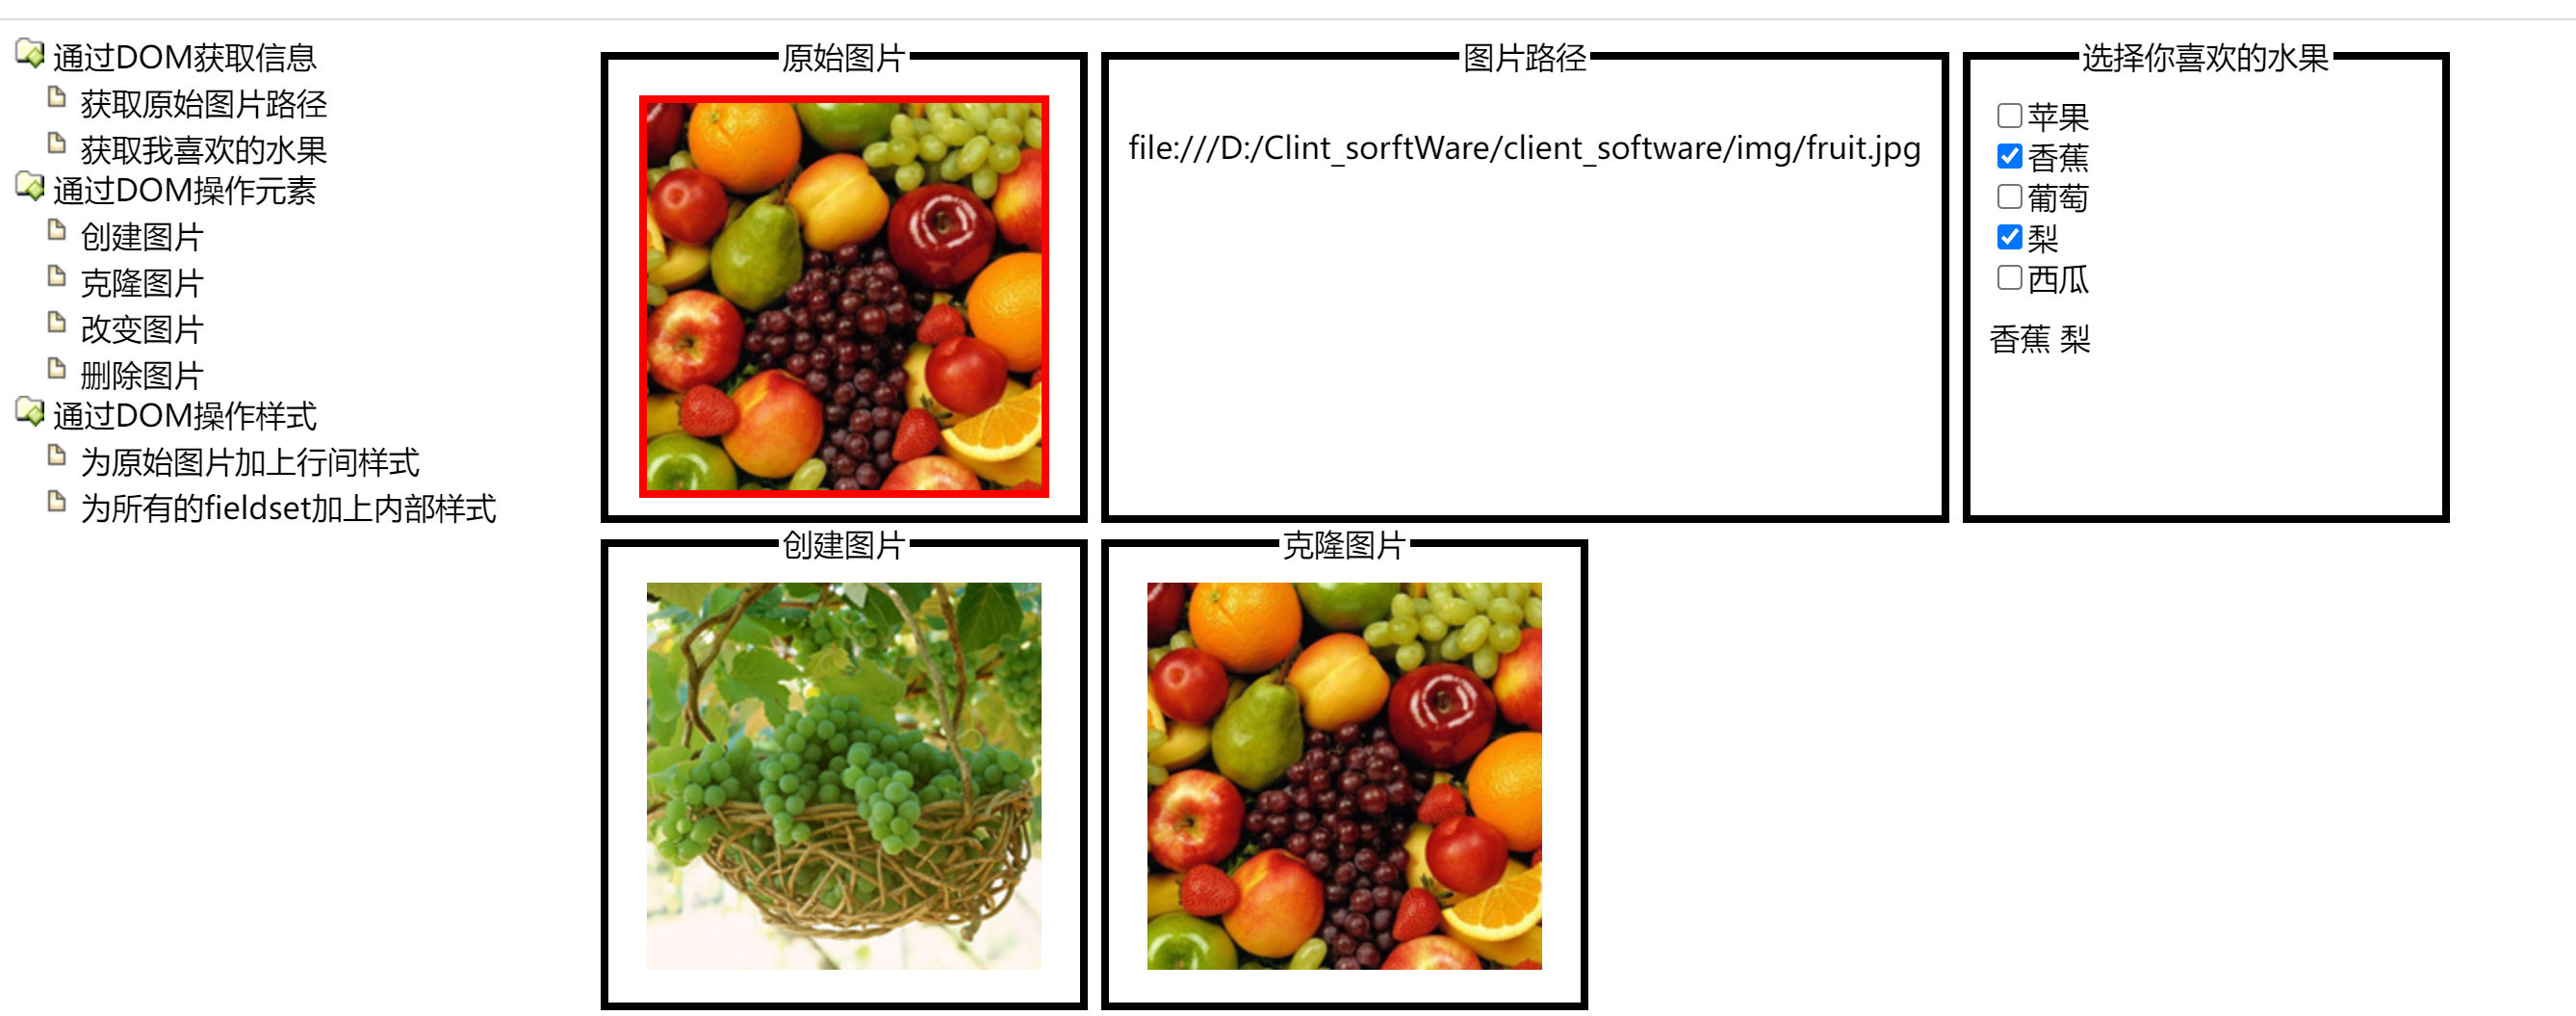 通过DOM获取信息
获取原始图片路径
获取我喜欢的水果
通过DOM操作元素
创建图片
克隆图片
改变图片
删除图片
通过DOM操作样式
为原始图片加上行间样式
为所有的fieldset加上内部样式
原始图片
图片路径
file:///D:/Clint_sorftWare/client_software/img/fruit.jpg
选择你喜欢的水果
苹果
香蕉
葡萄
梨
西瓜
香蕉 梨
创建图片
克隆图片